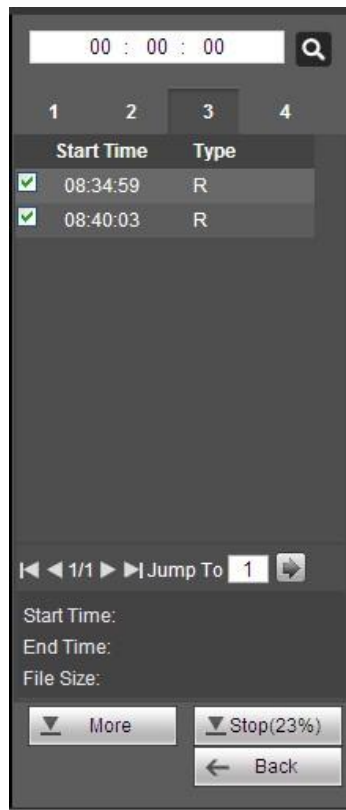 00 : 00 : 00
1 2 3 4
Start Time Type
08:34:59 R
08:40:03 R
1/1 Jump To 1
Start Time:
End Time:
File Size:
More Stop(23%)
Back